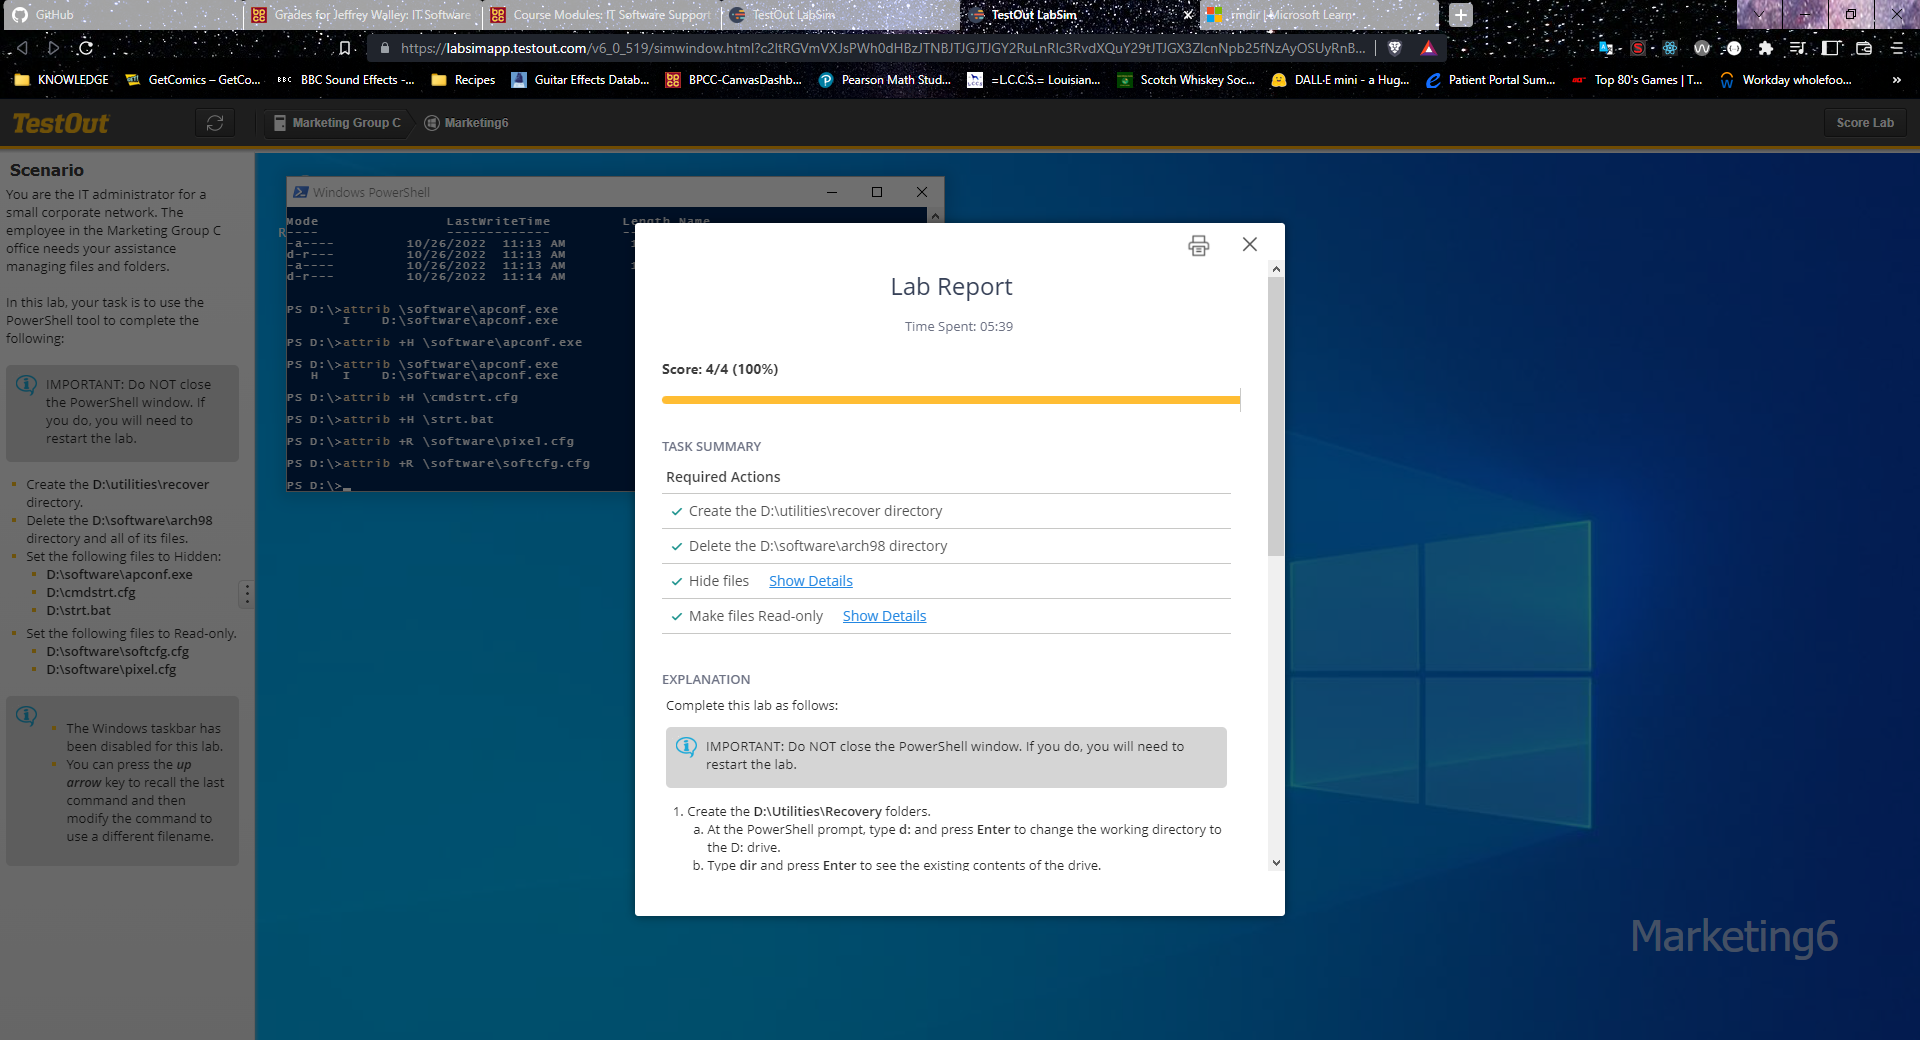 GitHub
Grades for Jeffrey Walley: IT Software
Course Modules: IT Software Support
TestOut LabSim
TestOut LabSim
rmdir | Microsoft Learn
https://labsimapp.testout.com/v6_0_519/simwindow.html?c2ltRGVmVXJsPWh0dHBzJTNBJTJGJTJGY2RuLnRlc3RvdXQuY29tJTJGX3ZlcnNpb25fNzAyOSUyRnB...
KNOWLEDGE
GetComics – GetCo...
BBC BBC Sound Effects -...
Recipes
Guitar Effects Datab...
BPCC-CanvasDashb...
Pearson Math Stud...
=L.C.C.S.= Louisian...
Scotch Whiskey Soc...
DALL·E mini - a Hug...
Patient Portal Sum...
Top 80's Games | T...
Workday wholefoo...
»
TestOut
Marketing Group C
Marketing6
Score Lab
Scenario
You are the IT administrator for a
small corporate network. The
employee in the Marketing Group C
office needs your assistance
managing files and folders.
In this lab, your task is to use the
PowerShell tool to complete the
following:
IMPORTANT: Do NOT close
the PowerShell window. If
you do, you will need to
restart the lab.
Create the D:\utilities\recover
directory.
Delete the D:\software\arch98
directory and all of its files.
Set the following files to Hidden:
D:\software\apconf.exe
D:\cmdstrt.cfg
D:\strt.bat
Set the following files to Read-only.
D:\software\softcfg.cfg
D:\software\pixel.cfg
The Windows taskbar has
been disabled for this lab.
You can press the up
arrow key to recall the last
command and then
modify the command to
use a different filename.
R
Windows PowerShell
Mode LastWriteTime Length Name
---- ------------- 
-a---- 10/26/2022 11:13 AM 1
d-r--- 10/26/2022 11:13 AM
-a---- 10/26/2022 11:13 AM 1
d-r--- 10/26/2022 11:14 AM
PS D:\>attrib \software\apconf.exe
I D:\software\apconf.exe
PS D:\>attrib +H \software\apconf.exe
PS D:\>attrib \software\apconf.exe
H I D:\software\apconf.exe
PS D:\>attrib +H \cmdstrt.cfg
PS D:\>attrib +H \strt.bat
PS D:\>attrib +R \software\pixel.cfg
PS D:\>attrib +R \software\softcfg.cfg
PS D:\>_
Lab Report
Time Spent: 05:39
Score: 4/4 (100%)
TASK SUMMARY
Required Actions
Create the D:\utilities\recover directory
Delete the D:\software\arch98 directory
Hide files Show Details
Make files Read-only Show Details
EXPLANATION
Complete this lab as follows:
IMPORTANT: Do NOT close the PowerShell window. If you do, you will need to
restart the lab.
1. Create the D:\Utilities\Recovery folders.
a. At the PowerShell prompt, type d: and press Enter to change the working directory to
the D: drive.
b. Type dir and press Enter to see the existing contents of the drive.
Marketing6